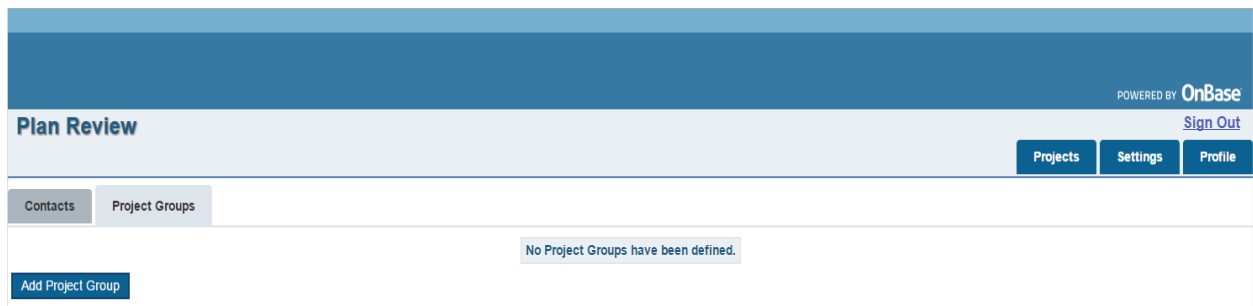 POWERED BY OnBase®
Plan Review
Sign Out
Projects Settings Profile
Contacts Project Groups
No Project Groups have been defined.
Add Project Group